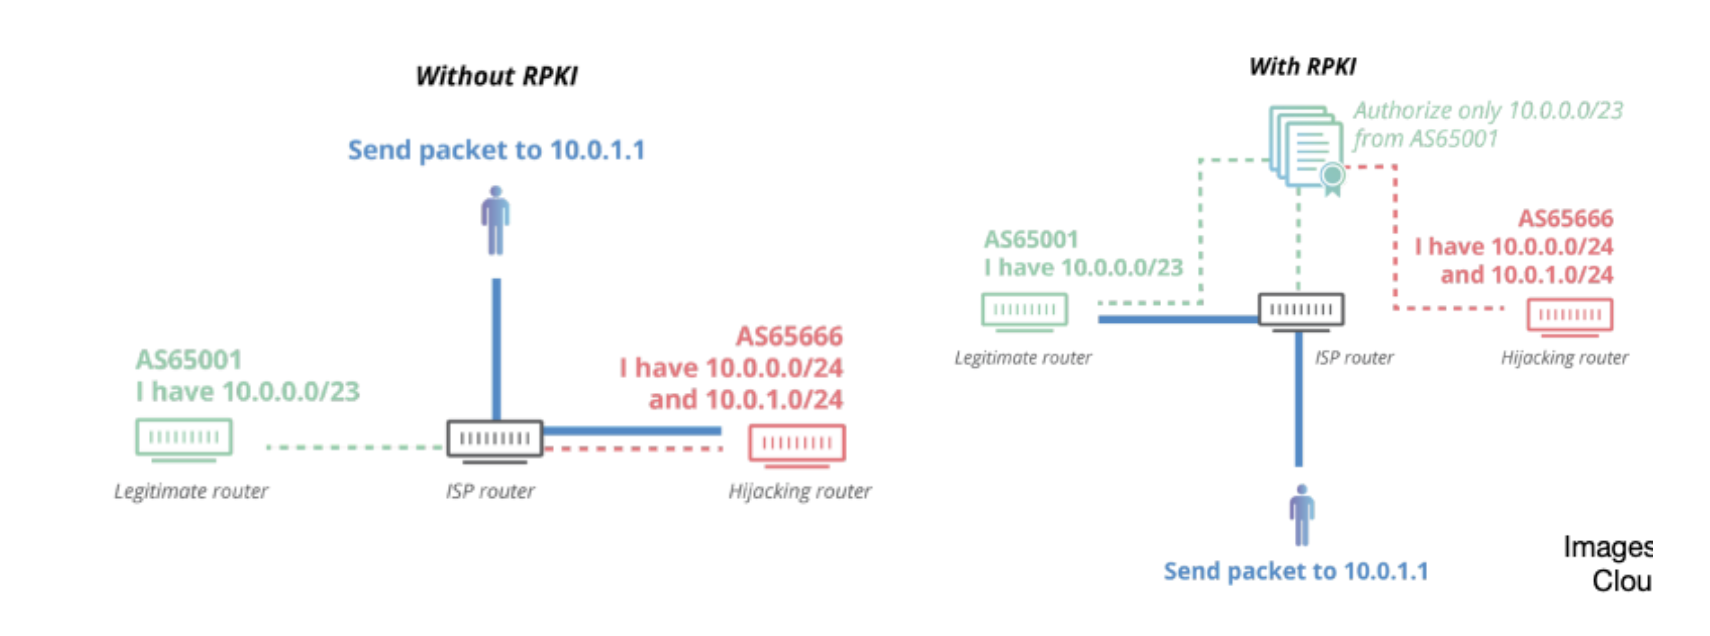 Without RPKI
Send packet to 10.0.1.1
AS65001
I have 10.0.0.0/23
AS65666
I have 10.0.0.0/24
and 10.0.1.0/24
Legitimate router
ISP router
Hijacking router
With RPKI
Authorize only 10.0.0.0/23
from AS65001
AS65001
I have 10.0.0.0/23
AS65666
I have 10.0.0.0/24
and 10.0.1.0/24
Legitimate router
ISP router
Hijacking router
Send packet to 10.0.1.1
Images
Clou